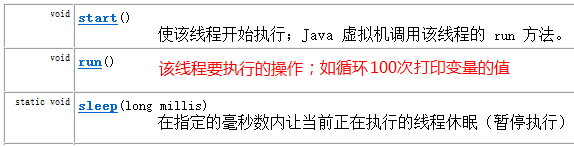 void start()
使该线程开始执行；Java 虚拟机调用该线程的 run 方法。
void run()
该线程要执行的操作；如循环100次打印变量的值
static void sleep(long millis)
在指定的毫秒数内让当前正在执行的线程休眠（暂停执行）